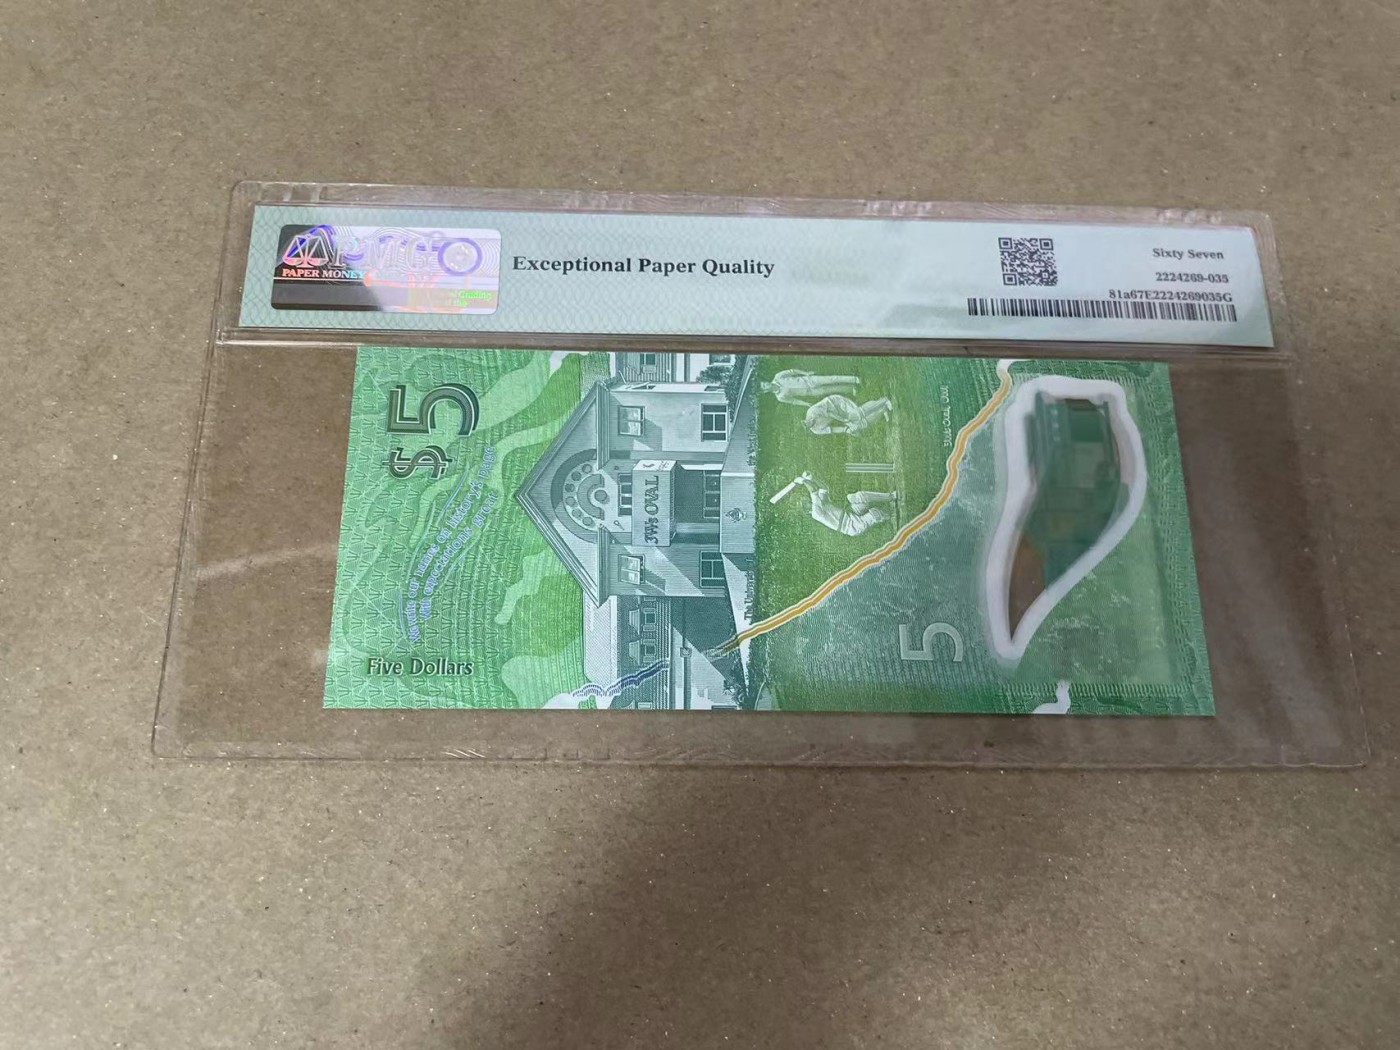 PMG
PAPER MONEY
Exceptional Paper Quality
Sixty Seven
2224269-035
81a67E2224269035G
$5
3Ws OVAL
5
Five Dollars